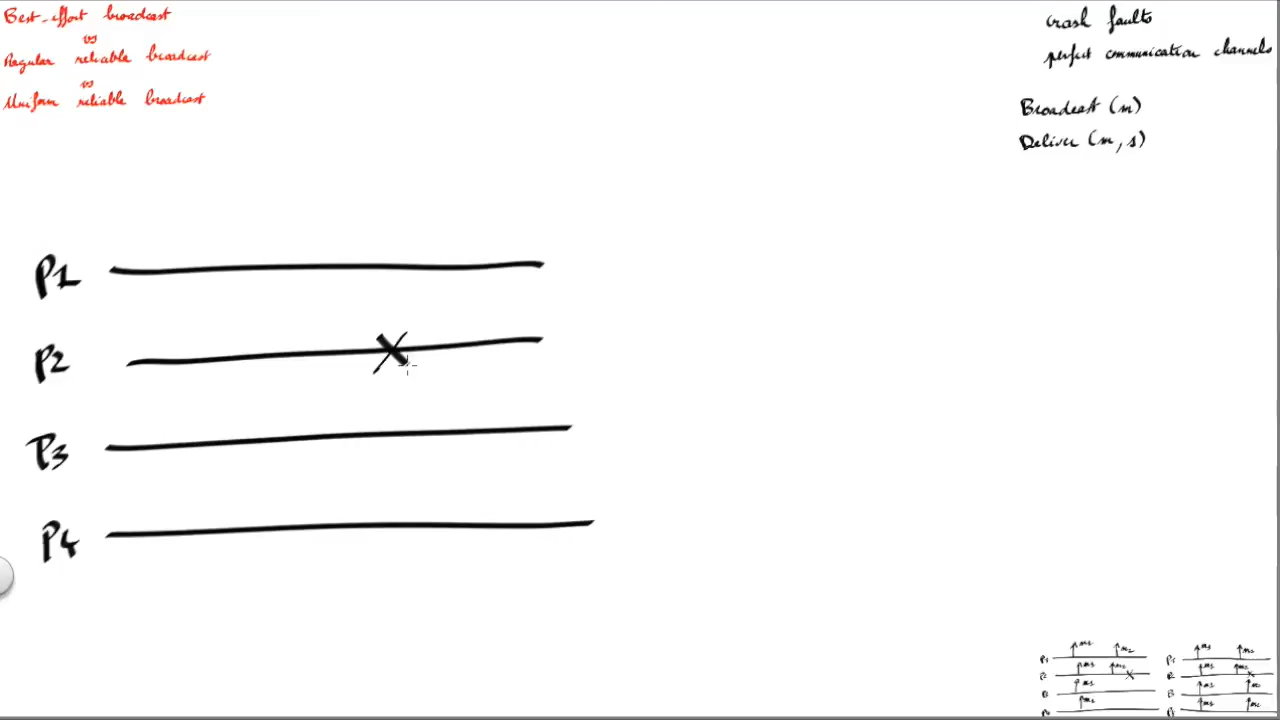 Best-effort broadcast
vs
Regular reliable broadcast
vs
Uniform reliable broadcast
crash faults
perfect communication channels
Broadcast (m)
Deliver (m, s)
P1
P2
P3
P4